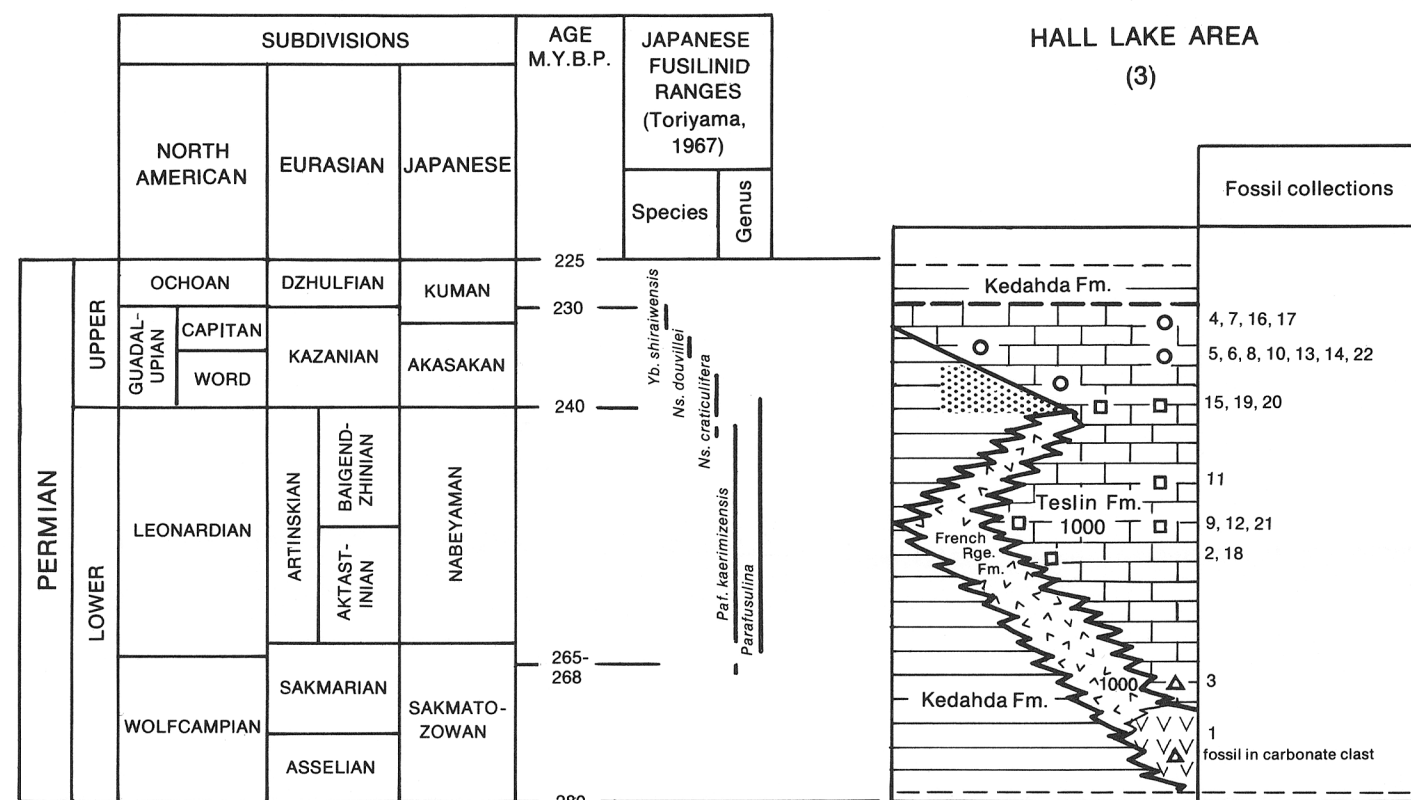 SUBDIVISIONS
AGE
M.Y.B.P.
JAPANESE
FUSILINID
RANGES
(Toriyama,
1967)
HALL LAKE AREA
(3)
NORTH
AMERICAN
EURASIAN
JAPANESE
Species
Genus
Fossil collections
PERMIAN
UPPER
LOWER
OCHOAN
GUADAL-
UPIAN
CAPITAN
WORD
LEONARDIAN
WOLFCAMPIAN
DZHULFIAN
KAZANIAN
ARTINSKIAN
BAIGEND-
ZHINIAN
AKTAST-
INIAN
SAKMARIAN
ASSELIAN
KUMAN
AKASAKAN
NABEYAMAN
SAKMATO-
ZOWAN
225
230
240
265-
268
280
Yb. shiraiwensis
Ns. douvillei
Ns. craticulifera
Paf. kaerimizensis
Parafusulina
Kedahda Fm.
Teslin Fm.
1000
French
Rge.
Fm.
1000
Kedahda Fm.
4, 7, 16, 17
5, 6, 8, 10, 13, 14, 22
15, 19, 20
11
9, 12, 21
2, 18
3
1
fossil in carbonate clast